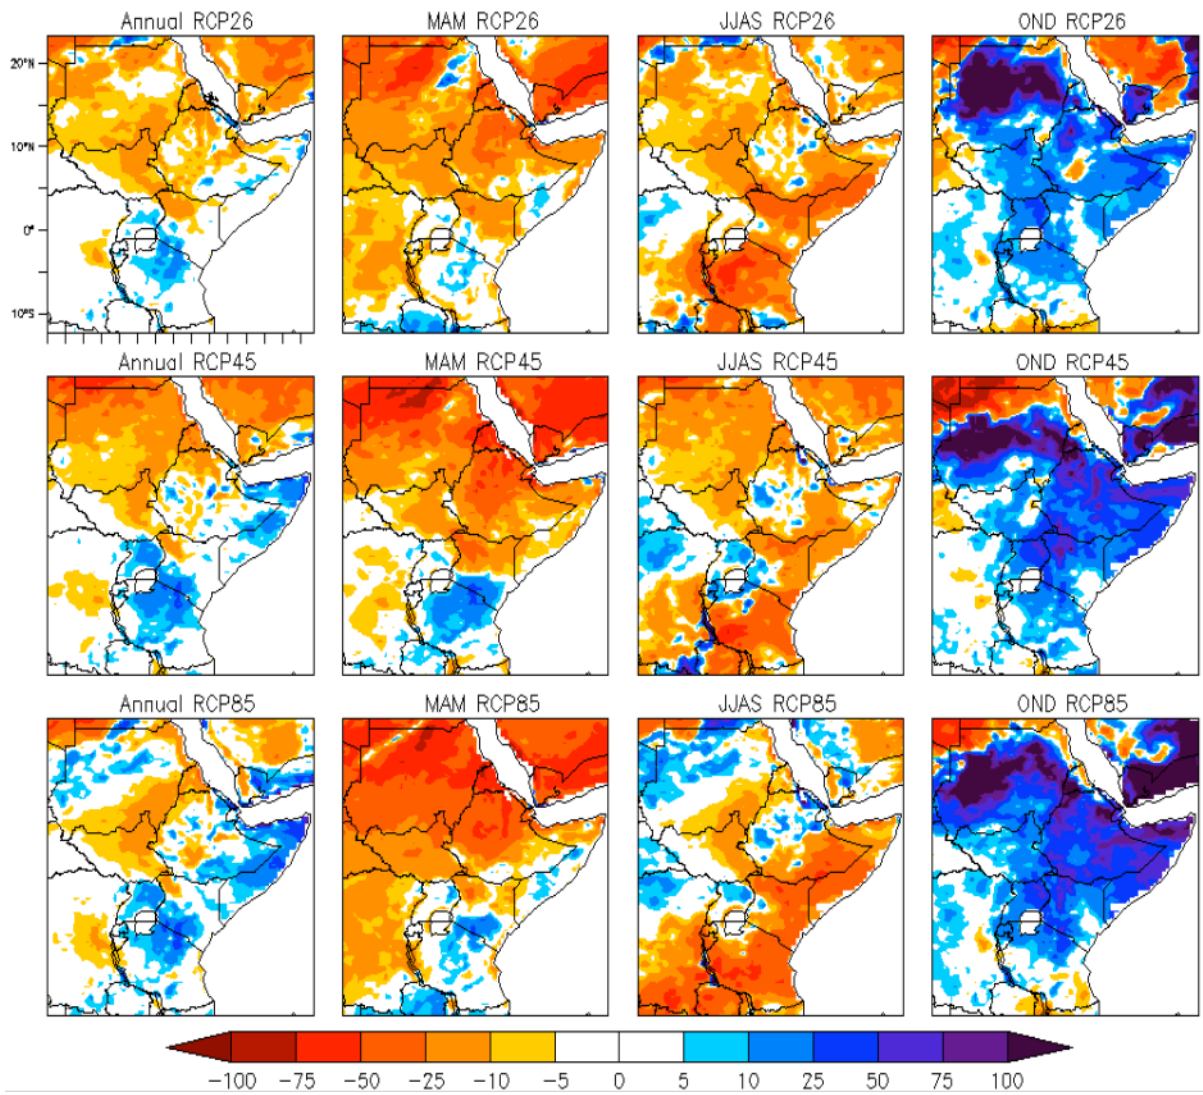 Annual RCP26 MAM RCP26 JJAS RCP26 OND RCP26
20°N
10°N
0°
10°S
Annual RCP45 MAM RCP45 JJAS RCP45 OND RCP45
Annual RCP85 MAM RCP85 JJAS RCP85 OND RCP85
−100 −75 −50 −25 −10 −5 0 5 10 25 50 75 100